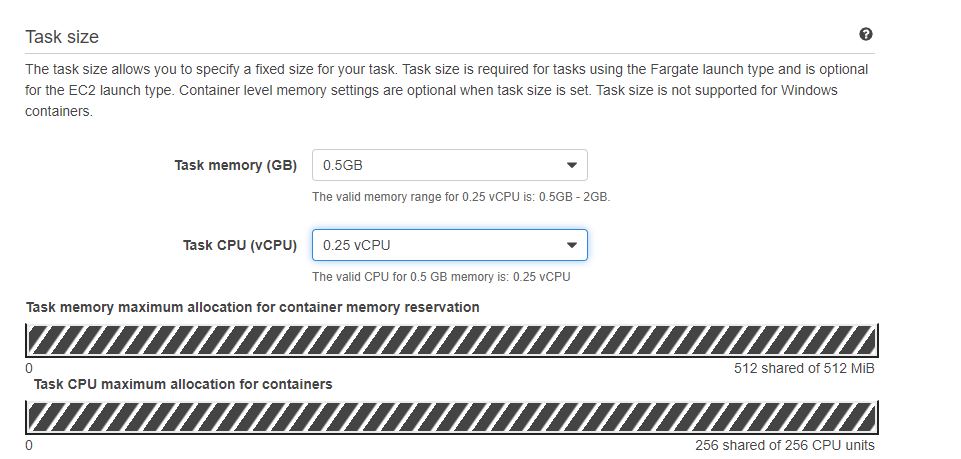 Task size
The task size allows you to specify a fixed size for your task. Task size is required for tasks using the Fargate launch type and is optional
for the EC2 launch type. Container level memory settings are optional when task size is set. Task size is not supported for Windows
containers.
Task memory (GB) 0.5GB
The valid memory range for 0.25 vCPU is: 0.5GB - 2GB.
Task CPU (vCPU) 0.25 vCPU
The valid CPU for 0.5 GB memory is: 0.25 vCPU
Task memory maximum allocation for container memory reservation
0 512 shared of 512 MiB
Task CPU maximum allocation for containers
0 256 shared of 256 CPU units